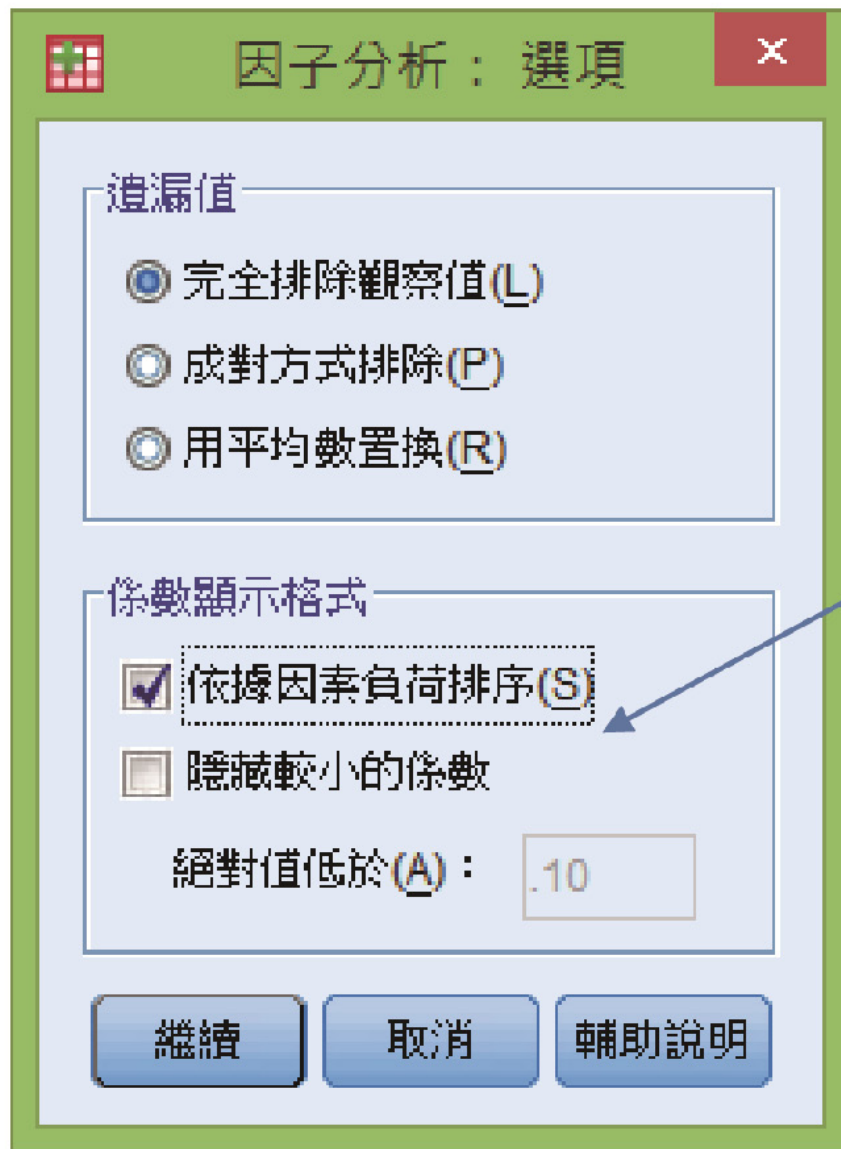 因子分析： 選項
遺漏值
完全排除觀察值(L)
成對方式排除(P)
用平均數置換(R)
係數顯示格式
依據因素負荷排序(S)
隱藏較小的係數
絕對值低於(A)： .10
繼續 取消 輔助說明